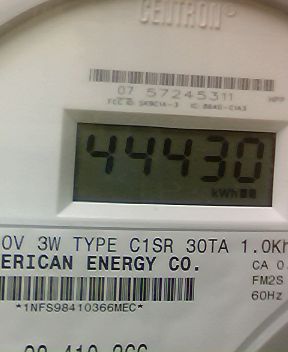 CENTRON®
07 57245311
44430
kWh
0V 3W TYPE C1SR 30TA 1.0Kh
ERICAN ENERGY CO.
CA 0.
FM2S
60Hz
*1NFS98410366MEC*